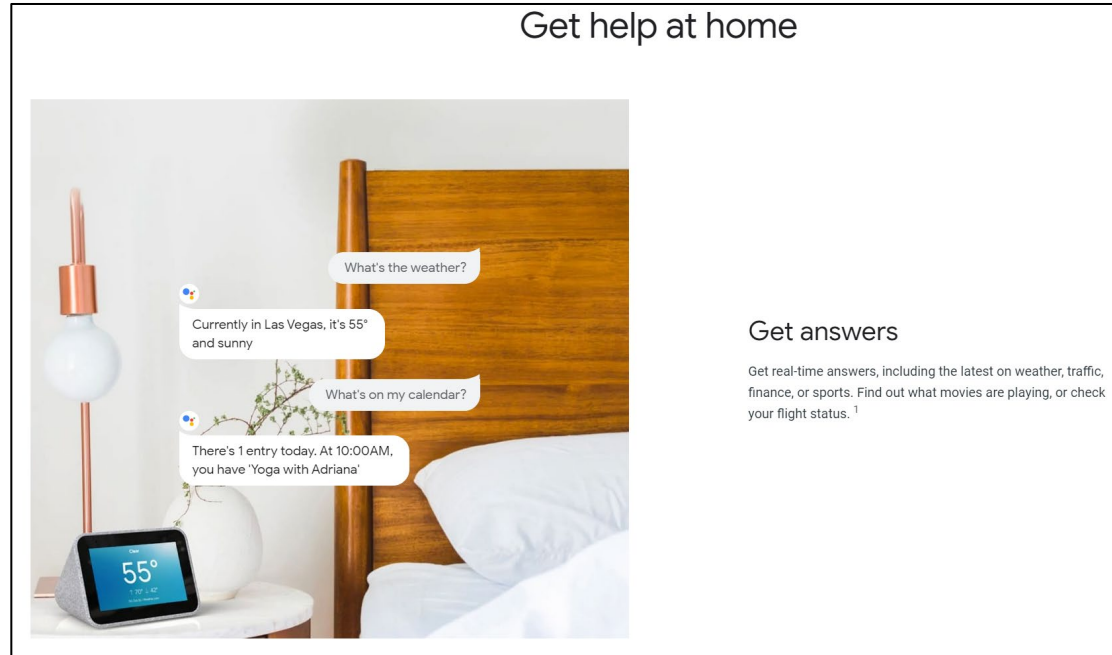 Get help at home
What's the weather?
Currently in Las Vegas, it's 55°
and sunny
What's on my calendar?
There's 1 entry today. At 10:00AM,
you have 'Yoga with Adriana'
55°
Get answers
Get real-time answers, including the latest on weather, traffic,
finance, or sports. Find out what movies are playing, or check
your flight status. 1